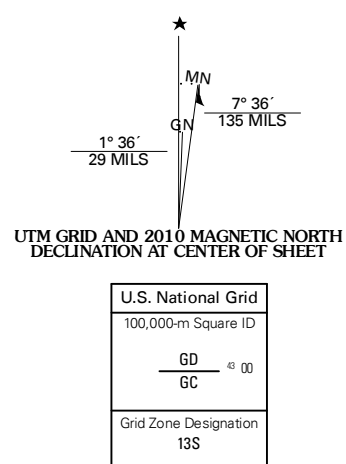 ★
MN
7° 36´
135 MILS
GN
1° 36´
29 MILS
UTM GRID AND 2010 MAGNETIC NORTH
DECLINATION AT CENTER OF SHEET
U.S. National Grid
100,000-m Square ID
GD
43 00
GC
Grid Zone Designation
13S